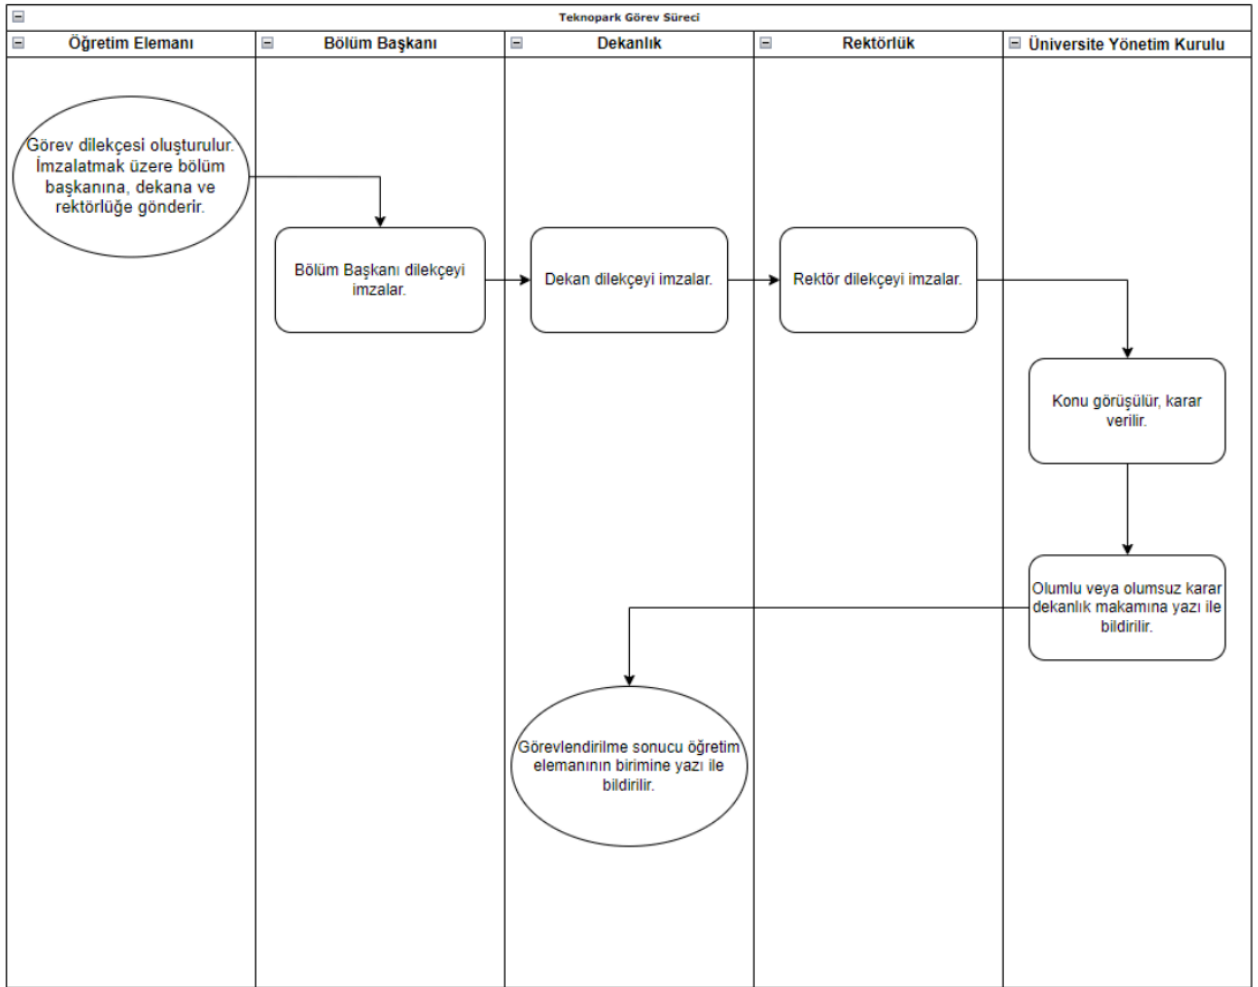 Teknopark Görev Süreci
Öğretim Elemanı
Bölüm Başkanı
Dekanlık
Rektörlük
Üniversite Yönetim Kurulu
Görev dilekçesi oluşturulur.
İmzalatmak üzere bölüm
başkanına, dekana ve
rektörlüğe gönderir.
Bölüm Başkanı dilekçeyi
imzalar.
Dekan dilekçeyi imzalar.
Rektör dilekçeyi imzalar.
Konu görüşülür, karar
verilir.
Olumlu veya olumsuz karar
dekanlık makamına yazı ile
bildirilir.
Görevlendirilme sonucu öğretim
elemanının birimine yazı ile
bildirilir.